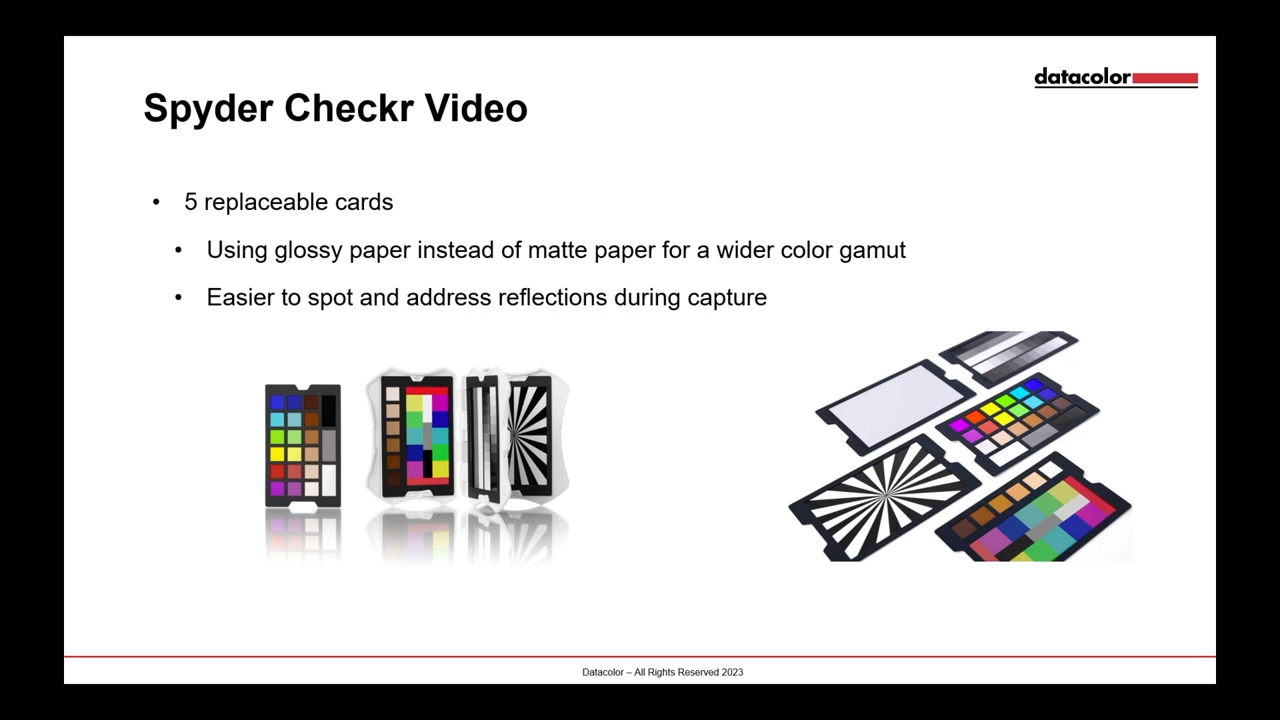 datacolor
Spyder Checkr Video
• 5 replaceable cards
• Using glossy paper instead of matte paper for a wider color gamut
• Easier to spot and address reflections during capture
Datacolor – All Rights Reserved 2023